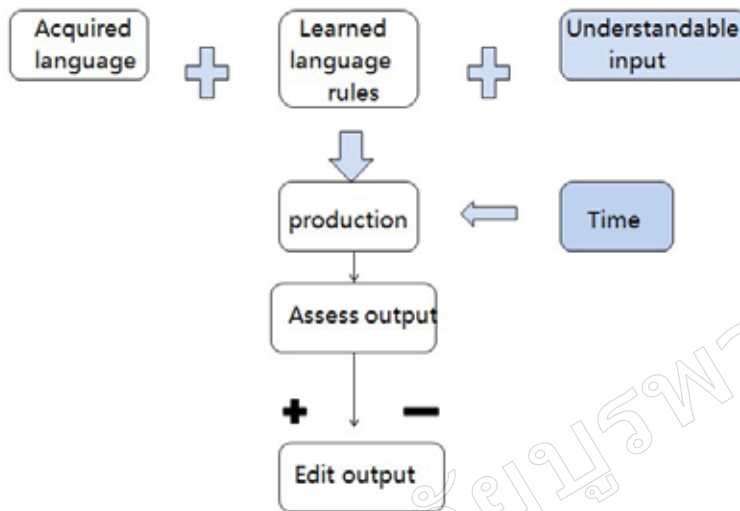 Acquired
language
Learned
language
rules
Understandable
input
production
Time
Assess output
Edit output